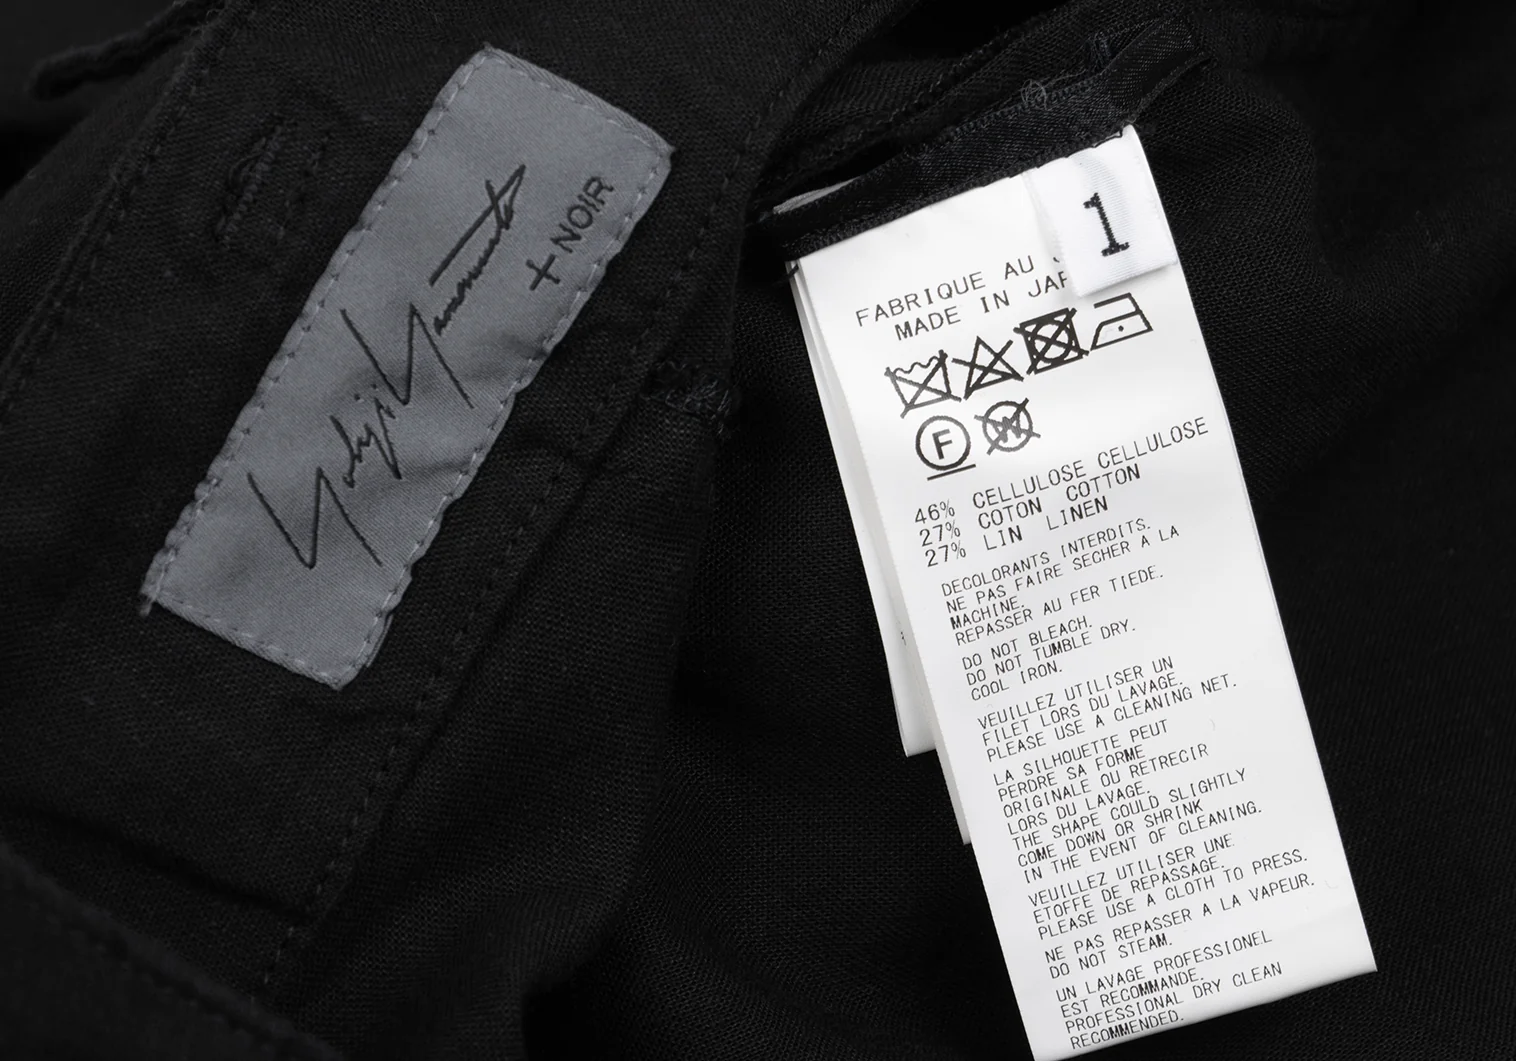 Yohji Yamamoto
+ NOIR
1
FABRIQUE AU
MADE IN JAP
F
W
46% CELLULOSE CELLULOSE
27% COTON COTTON
27% LIN LINEN
DECOLORANTS INTERDITS.
NE PAS FAIRE SECHER A LA
MACHINE.
REPASSER AU FER TIEDE.
DO NOT BLEACH.
DO NOT TUMBLE DRY.
COOL IRON.
VEUILLEZ UTILISER UN
FILET LORS DU LAVAGE.
PLEASE USE A CLEANING NET.
LA SILHOUETTE PEUT
PERDRE SA FORME
ORIGINALE OU RETRECIR
LORS DU LAVAGE.
THE SHAPE COULD SLIGHTLY
COME DOWN OR SHRINK
IN THE EVENT OF CLEANING.
VEUILLEZ UTILISER UNE
ETOFFE DE REPASSAGE.
PLEASE USE A CLOTH TO PRESS.
NE PAS REPASSER A LA VAPEUR.
DO NOT STEAM.
UN LAVAGE PROFESSIONEL
EST RECOMMANDE.
PROFESSIONAL DRY CLEAN
RECOMMENDED.